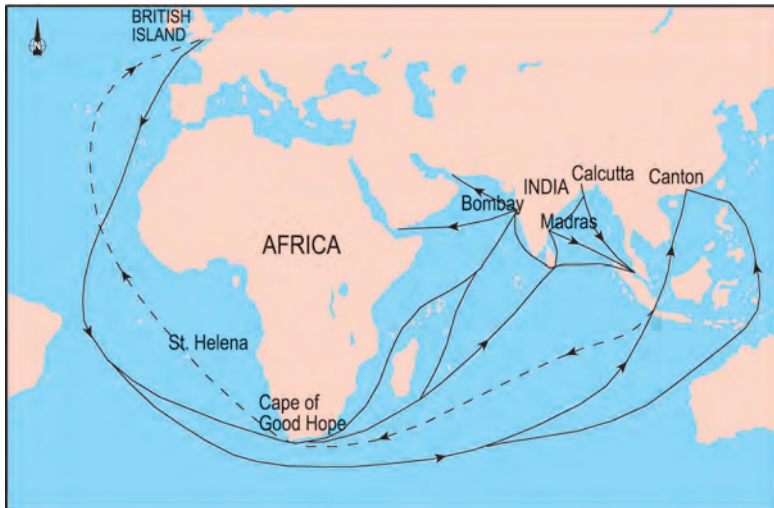 BRITISH
ISLAND
N
INDIA
Calcutta
Canton
Bombay
Madras
AFRICA
St. Helena
Cape of
Good Hope